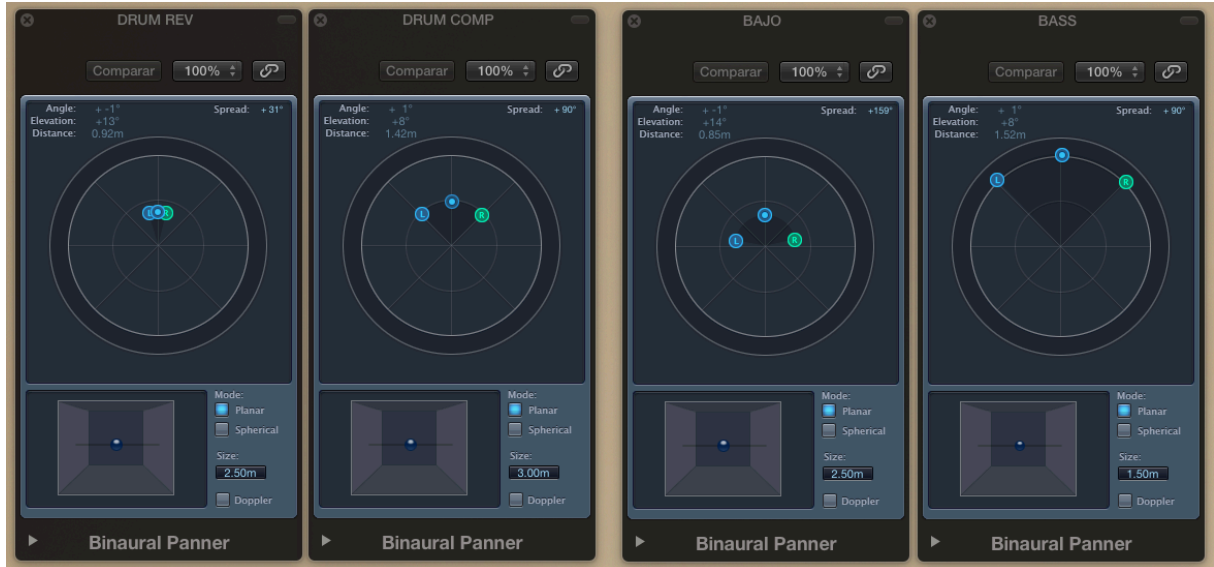 DRUM REV
Comparar 100%
Angle: + -1° Spread: + 31°
Elevation: +13°
Distance: 0.92m
L R
Mode:
Planar
Spherical
Size:
2.50m
Doppler
Binaural Panner
DRUM COMP
Comparar 100%
Angle: + 1° Spread: + 90°
Elevation: +8°
Distance: 1.42m
L R
Mode:
Planar
Spherical
Size:
3.00m
Doppler
Binaural Panner
BAJO
Comparar 100%
Angle: + -1° Spread: +159°
Elevation: +14°
Distance: 0.85m
L R
Mode:
Planar
Spherical
Size:
2.50m
Doppler
Binaural Panner
BASS
Comparar 100%
Angle: + 1° Spread: + 90°
Elevation: +8°
Distance: 1.52m
L R
Mode:
Planar
Spherical
Size:
1.50m
Doppler
Binaural Panner